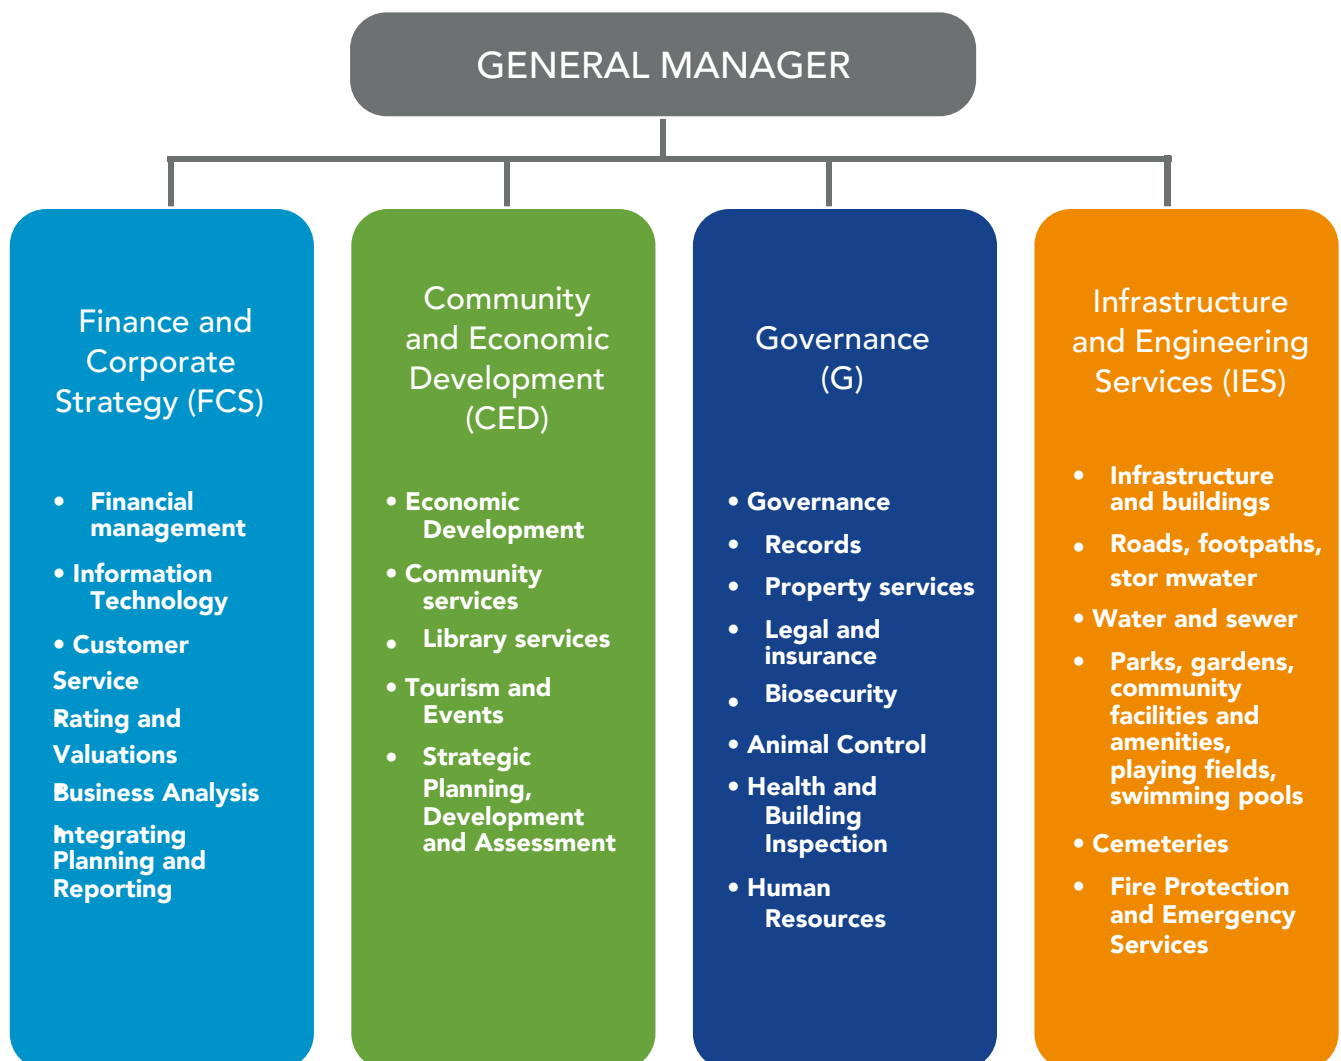 GENERAL MANAGER
Finance and
Corporate
Strategy (FCS)
• Financial
management
• Information
Technology
• Customer
Service
• Rating and
Valuations
• Business Analysis
• Integrating
Planning and
Reporting
Community
and Economic
Development
(CED)
• Economic
Development
• Community
services
• Library services
• Tourism and
Events
• Strategic
Planning,
Development
and Assessment
Governance
(G)
• Governance
• Records
• Property services
• Legal and
insurance
• Biosecurity
• Animal Control
• Health and
Building
Inspection
• Human
Resources
Infrastructure
and Engineering
Services (IES)
• Infrastructure
and buildings
• Roads, footpaths,
stor mwater
• Water and sewer
• Parks, gardens,
community
facilities and
amenities,
playing fields,
swimming pools
• Cemeteries
• Fire Protection
and Emergency
Services